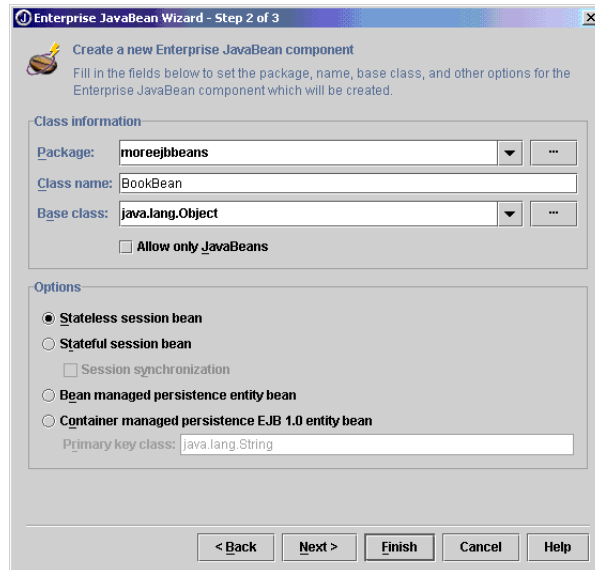 Enterprise JavaBean Wizard - Step 2 of 3
Create a new Enterprise JavaBean component
Fill in the fields below to set the package, name, base class, and other options for the
Enterprise JavaBean component which will be created.
Class information
Package: moreejbbeans ...
Class name: BookBean
Base class: java.lang.Object ...
Allow only JavaBeans
Options
Stateless session bean
Stateful session bean
Session synchronization
Bean managed persistence entity bean
Container managed persistence EJB 1.0 entity bean
Primary key class: java.lang.String
< Back Next > Finish Cancel Help